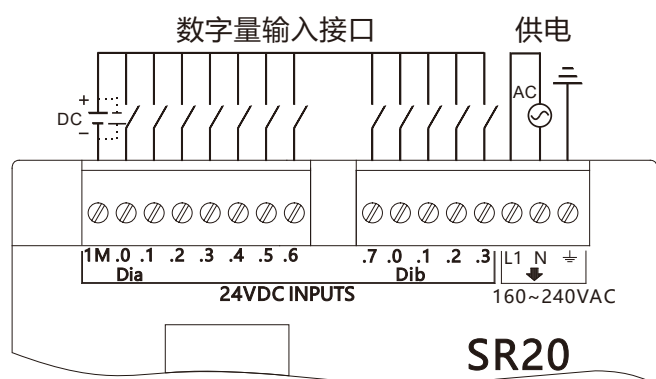 数字量输入接口 供电
+
DC
−
AC
1M .0 .1 .2 .3 .4 .5 .6 .7 .0 .1 .2 .3 L1 N
Dia Dib
24VDC INPUTS 160~240VAC
SR20